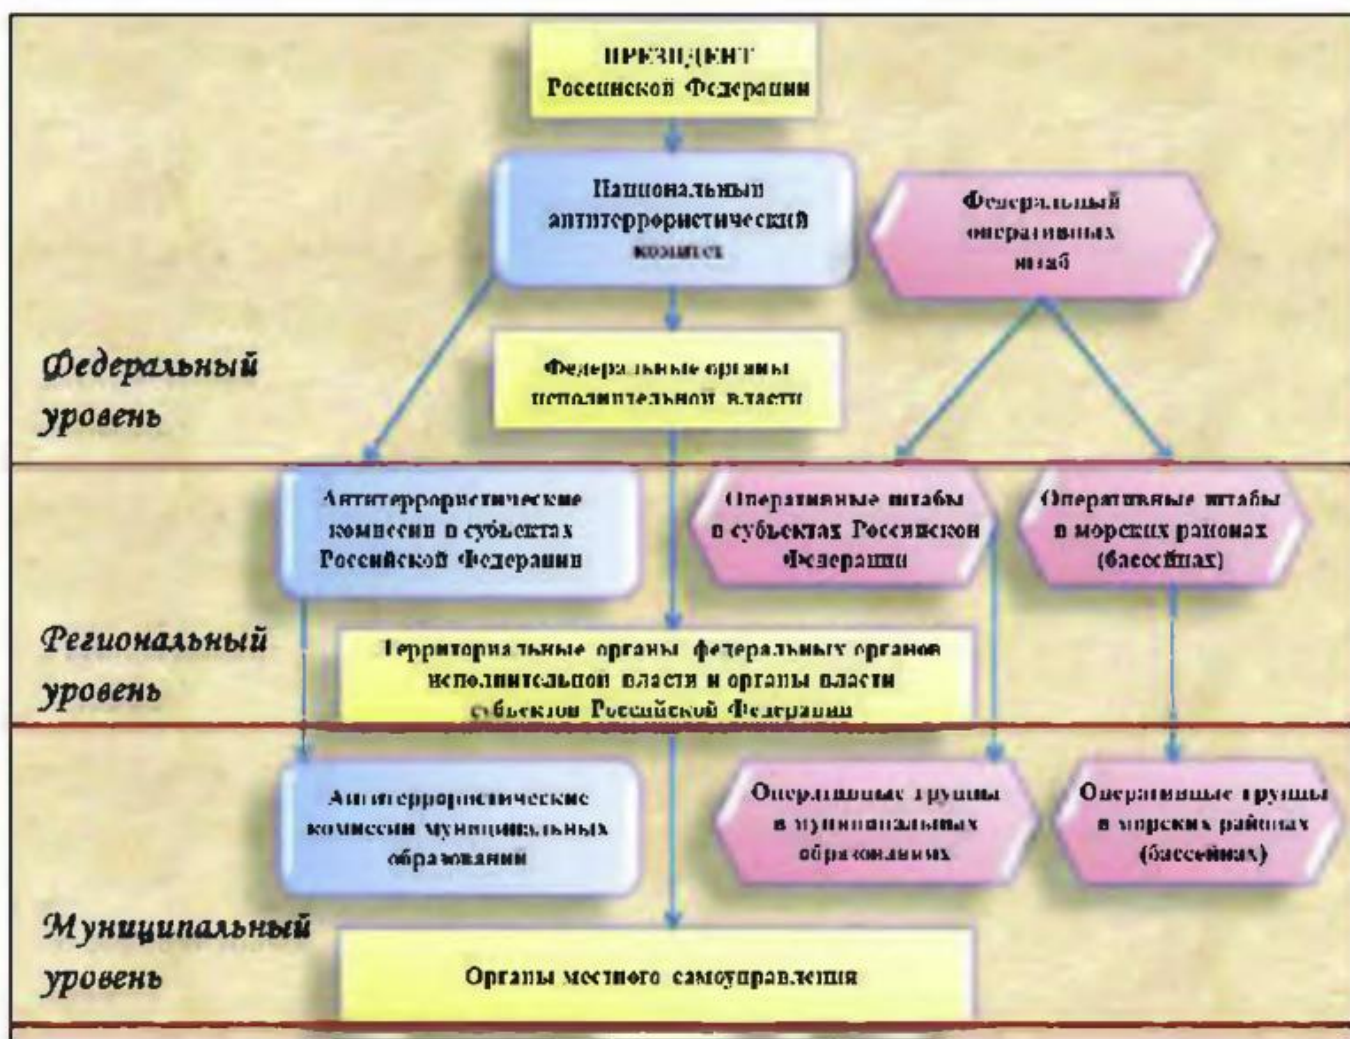 ПРЕЗИДЕНТ
Российской Федерации
Национальный
антитеррористический
комитет
Федеральный
оперативных
штаб
Федеральный
уровень
Федеральные органы
исполнительной власти
Антитеррористические
комиссии в субъектах
Российской Федерации
Оперативные штабы
в субъектах Российской
Федерации
Оперативные штабы
в морских районах
(бассейнах)
Региональный
уровень
Территориальные органы федеральных органов
исполнительной власти и органы власти
субъектов Российской Федерации
Антитеррористические
комиссии муниципальных
образований
Оперативные группы
в муниципальных
образованиях
Оперативные группы
в морских районах
(бассейнах)
Муниципальный
уровень
Органы местного самоуправления